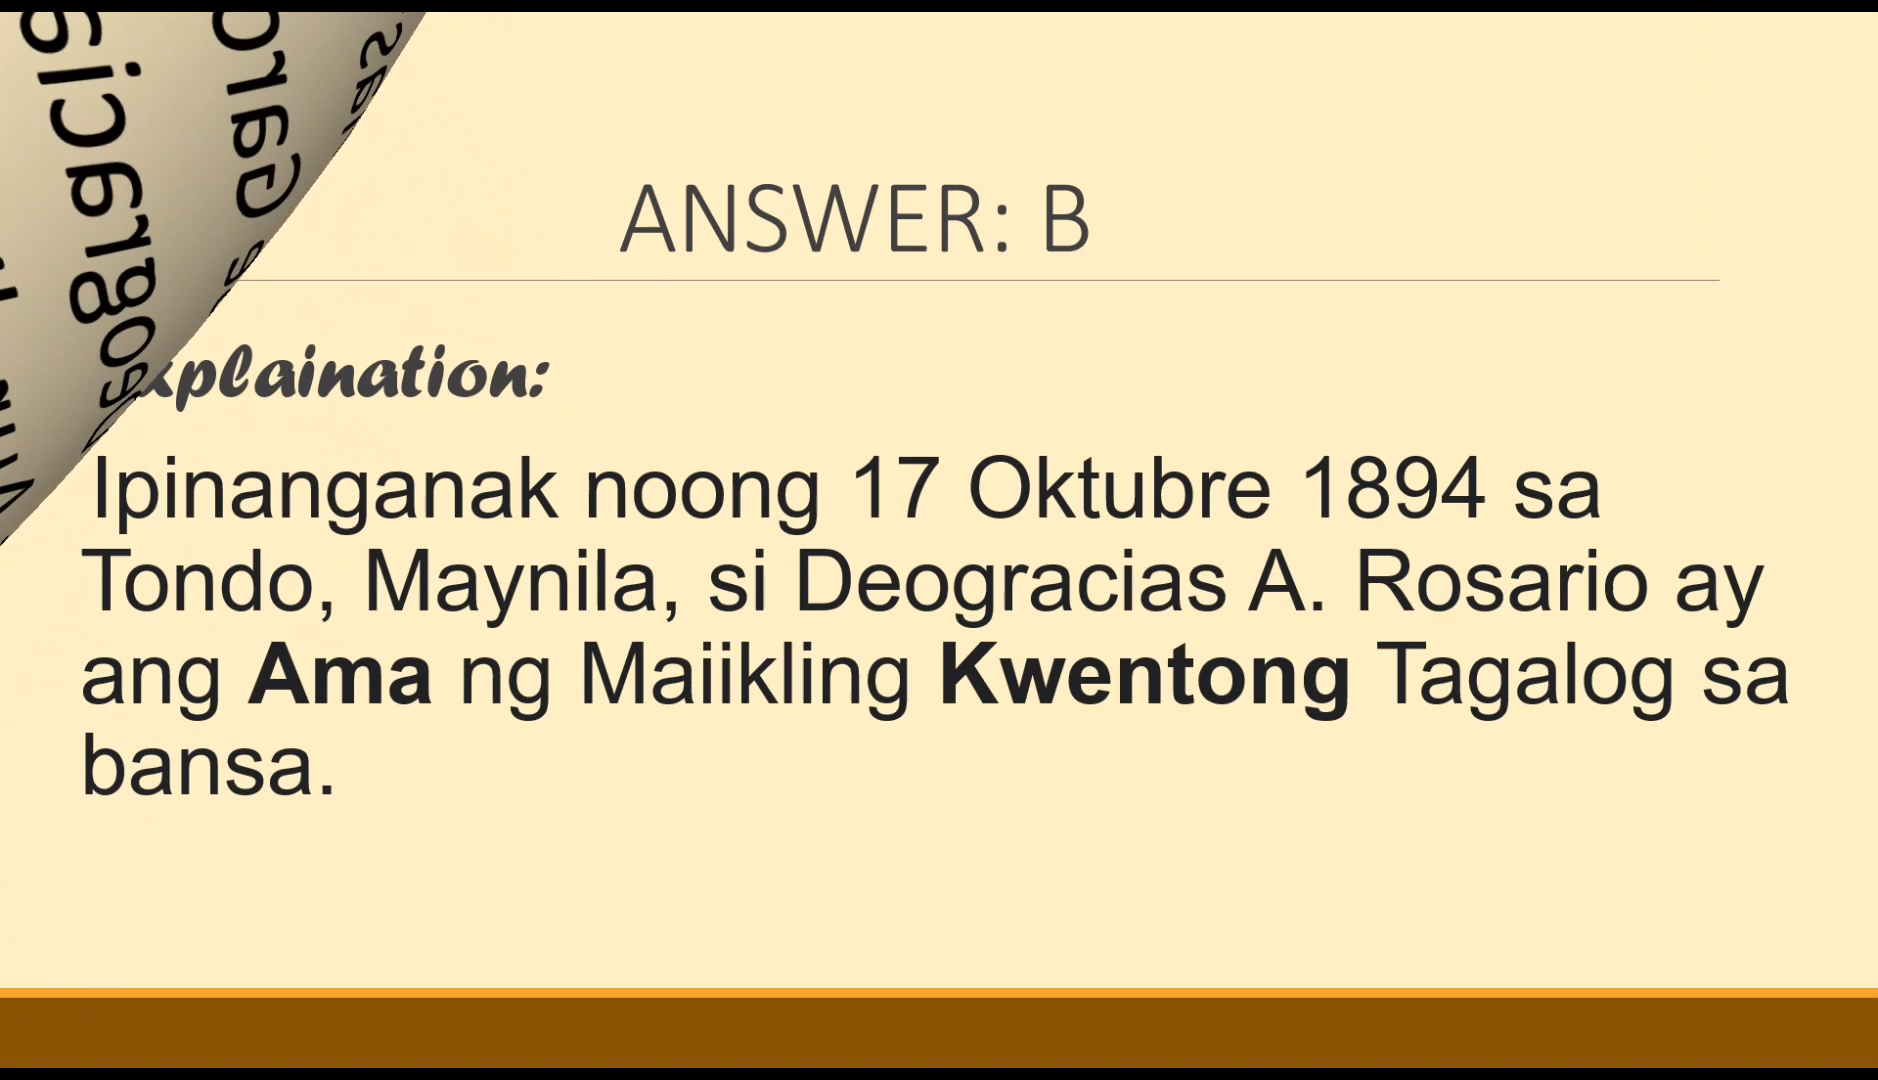 ANSWER: B
xplaination:
Ipinanganak noong 17 Oktubre 1894 sa
Tondo, Maynila, si Deogracias A. Rosario ay
ang Ama ng Maiikling Kwentong Tagalog sa
bansa.